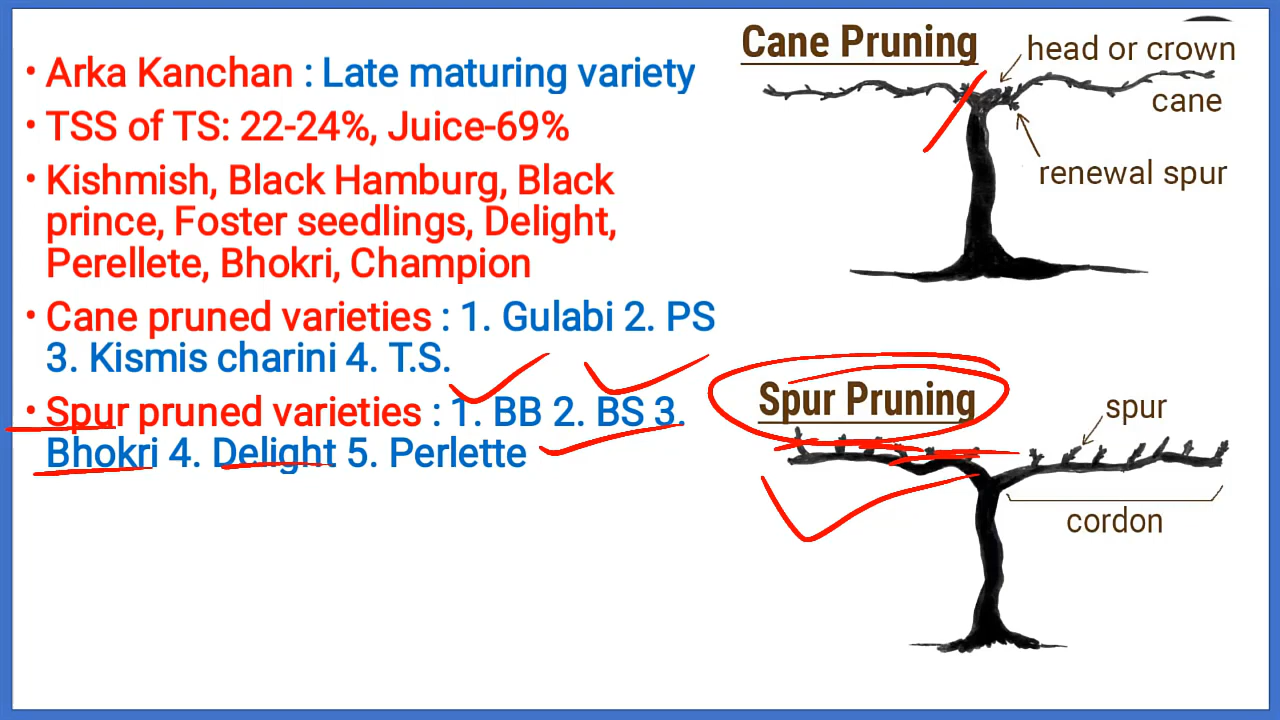 • Arka Kanchan : Late maturing variety
• TSS of TS: 22-24%, Juice-69%
• Kishmish, Black Hamburg, Black
prince, Foster seedlings, Delight,
Perellete, Bhokri, Champion
• Cane pruned varieties : 1. Gulabi 2. PS
3. Kismis charini 4. T.S.
• Spur pruned varieties : 1. BB 2. BS 3.
Bhokri 4. Delight 5. Perlette
Cane Pruning
head or crown
cane
renewal spur
Spur Pruning
spur
cordon